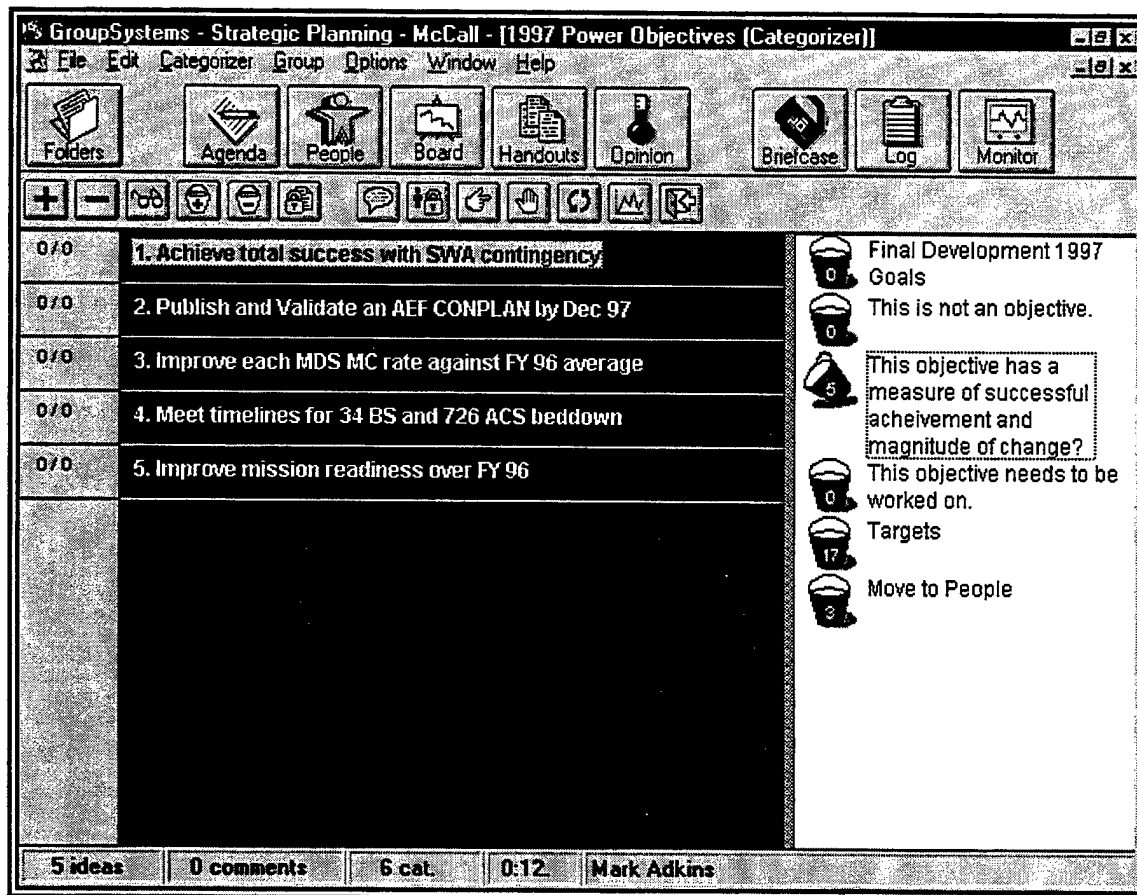 GroupSystems - Strategic Planning - McCall - [1997 Power Objectives (Categorizer)]
File Edit Categorizer Group Options Window Help
Folders Agenda People Board Handouts Opinion Briefcase Log Monitor
0/0 1. Achieve total success with SWA contingency
0/0 2. Publish and Validate an AEF CONPLAN by Dec 97
0/0 3. Improve each MDS MC rate against FY 96 average
0/0 4. Meet timelines for 34 BS and 726 ACS beddown
0/0 5. Improve mission readiness over FY 96
Final Development 1997
0 Goals
This is not an objective.
0
This objective has a
5 measure of successful
acheivement and
magnitude of change?
This objective needs to be
0 worked on.
Targets
17
Move to People
3
5 ideas 0 comments 6 cat. 0:12. Mark Adkins